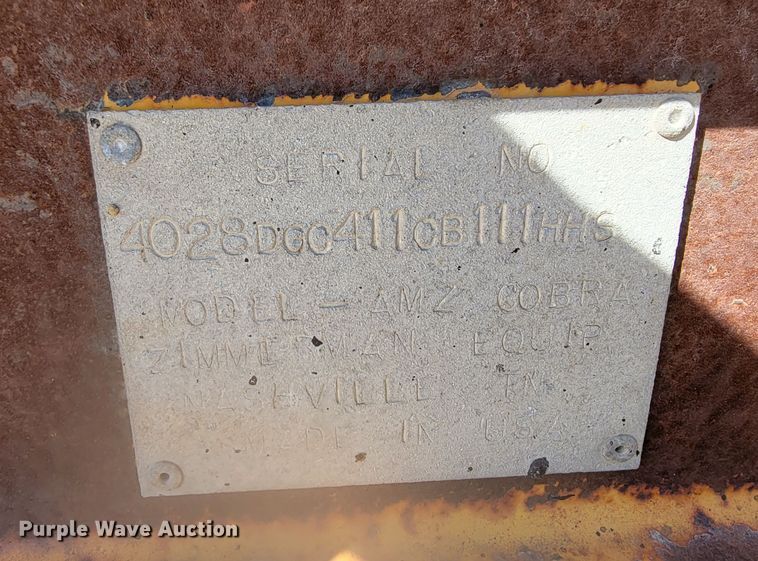 SERIAL NO
4028DGC411CB111HHS
MODEL - AMZ COBRA
ZIMMERMAN EQUIP
NASHVILLE TN
MADE IN USA
Purple Wave Auction